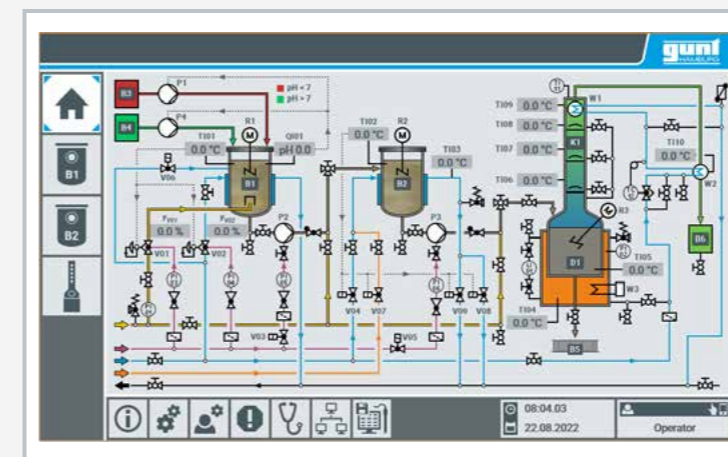 gunt
HAMBURG
B3
P1
pH < 7
pH > 7
B4
P4
R1
TI01
0.0 °C
QI01
pH 0.0
V06
B1
TI02
0.0 °C
R2
TI03
0.0 °C
B2
TI09 0.0 °C
TI08 0.0 °C
TI07 0.0 °C
TI06 0.0 °C
W1
K1
TI10
0.0 °C
W2
B6
R3
B1
B2
0.0 %
V01
0.0 %
V02
P2
P3
TI05
0.0 °C
W3
TI04
0.0 °C
V03
V04
V07
V05
V09
V08
B5
08:04.03
22.08.2022
Operator